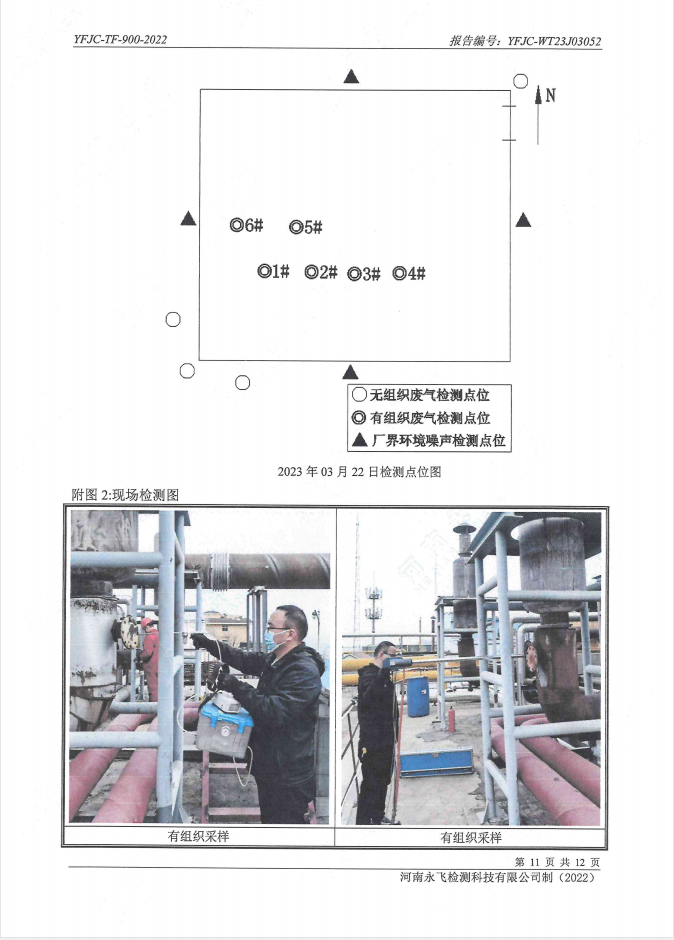 YFJC-TF-900-2022 报告编号：YFJC-WT23J03052
N
◎6# ◎5#
◎1# ◎2# ◎3# ◎4#
○无组织废气检测点位
◎有组织废气检测点位
▲厂界环境噪声检测点位
2023 年 03 月 22 日检测点位图
附图 2:现场检测图
有组织采样 有组织采样
第 11 页 共 12 页
河南永飞检测科技有限公司制（2022）